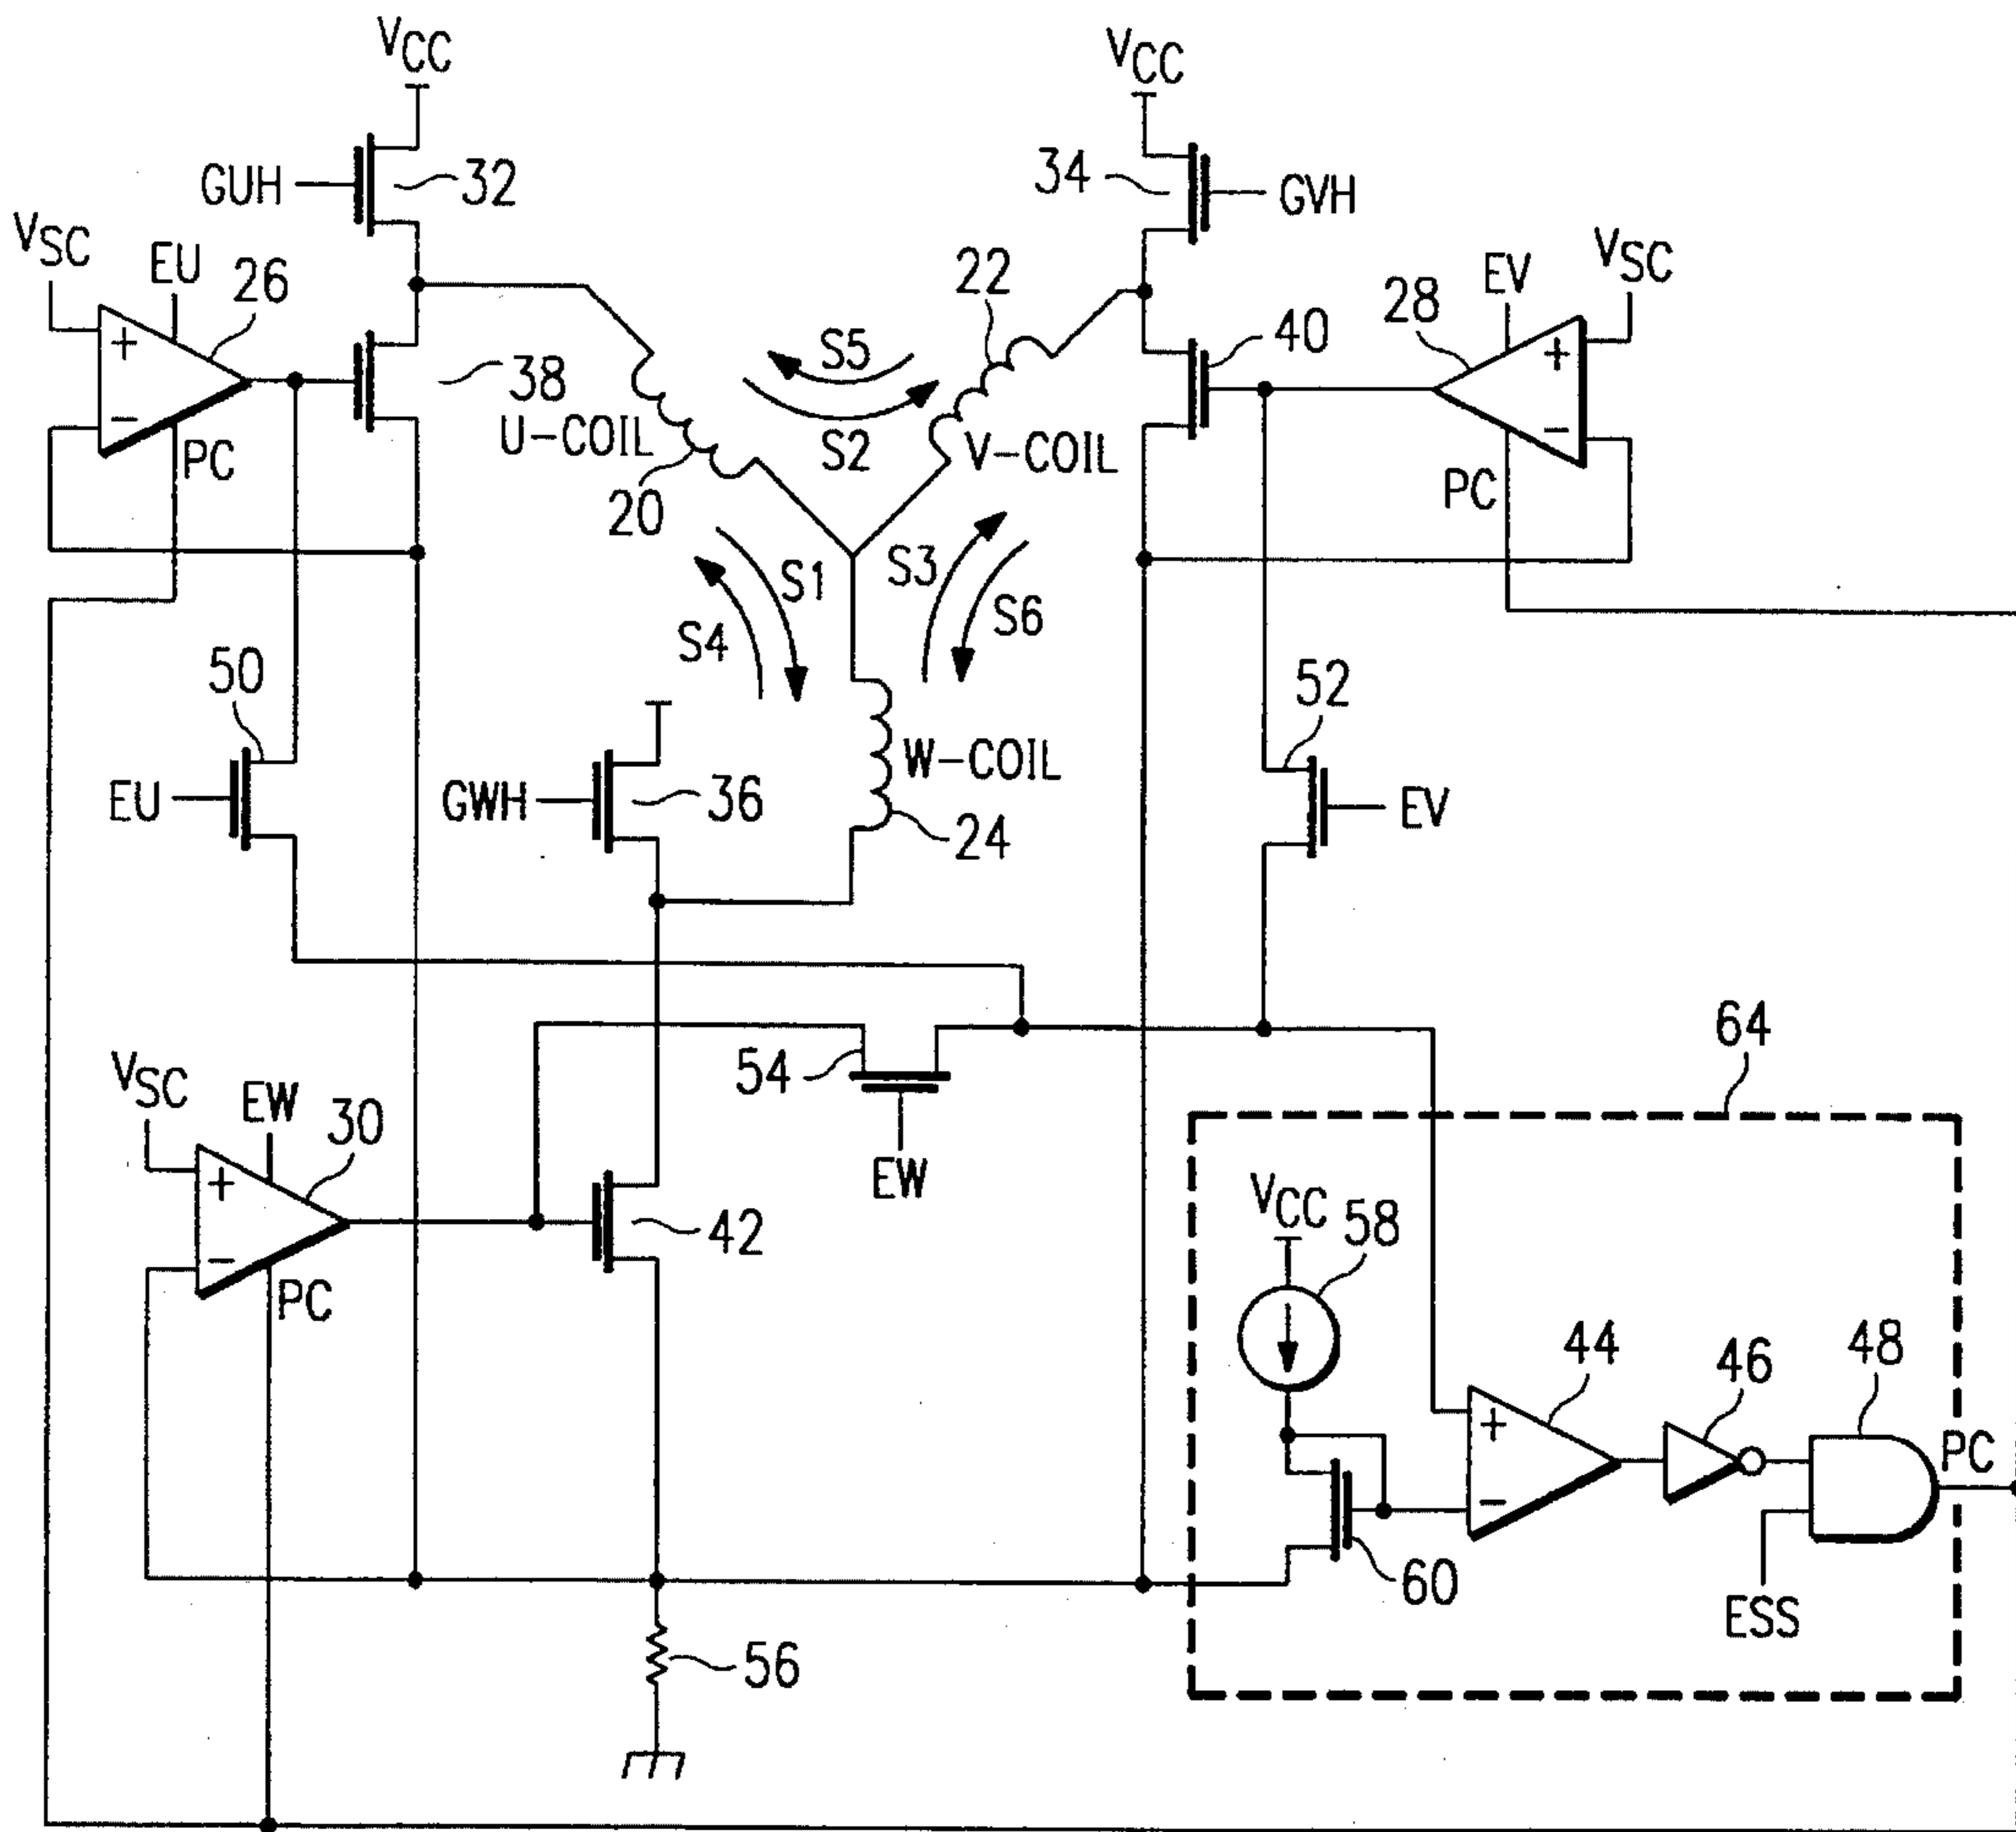 VCC
VCC
GUH
32
34
GVH
VSC
EU
26
22
EV
VSC
28
40
S5
38
S2
U-COIL
V-COIL
PC
PC
20
S1
S3
S4
S6
50
52
EU
GWH
36
W-COIL
24
EV
54
64
VSC
EW
30
EW
42
VCC
58
PC
44
46
48
PC
60
ESS
56
+
−
+
−
+
−
+
−